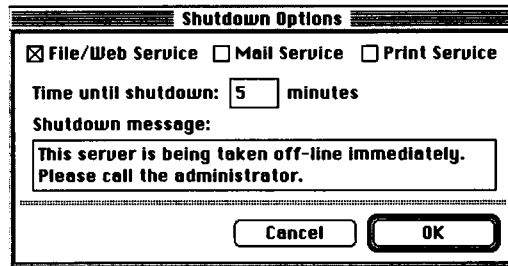 Shutdown Options
File/Web Service Mail Service Print Service
Time until shutdown: 5 minutes
Shutdown message:
This server is being taken off-line immediately.
Please call the administrator.
Cancel OK